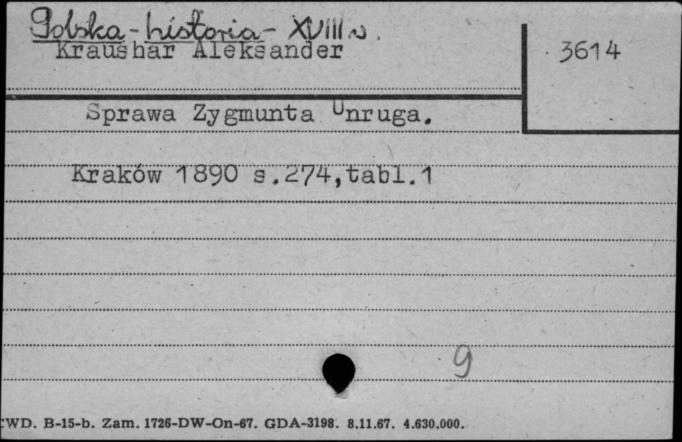 Polska - historia - XVIII w.
Kraushar Aleksander
3614
Sprawa Zygmunta Unruga.
Kraków 1890 s.274,tabl.1
9
CWD. B-15-b. Zam. 1726-DW-On-67. GDA-3198. 8.11.67. 4.630.000.